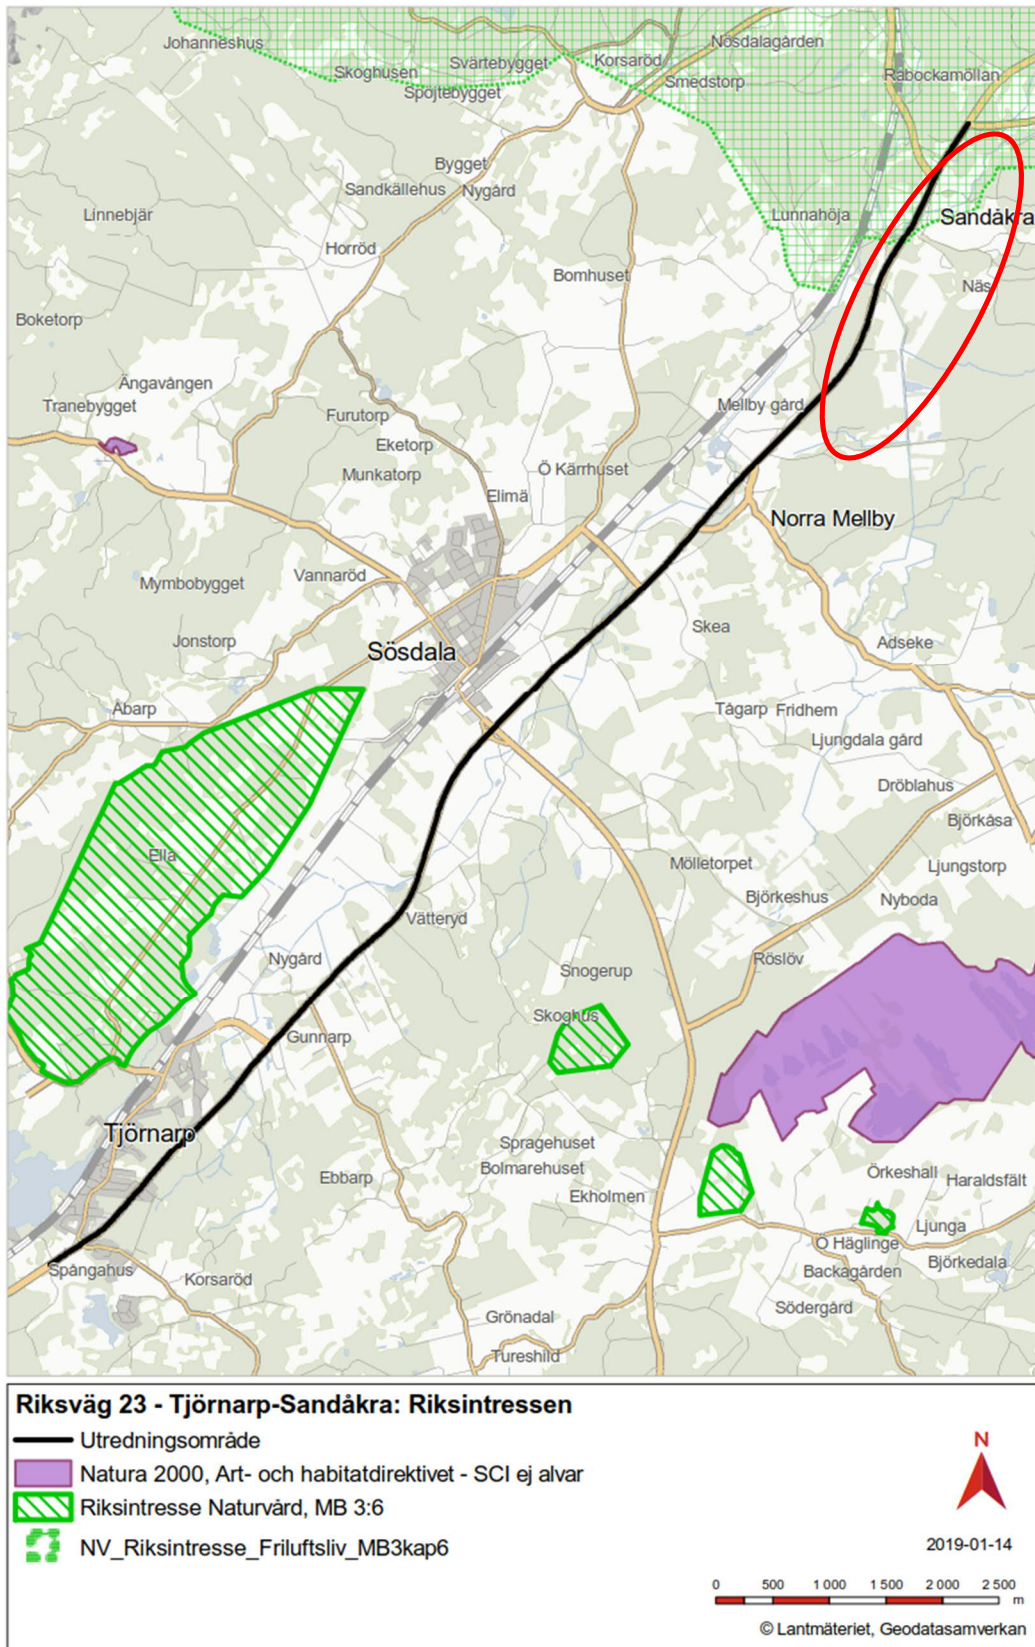 Johanneshus
Nösdalagården
Svartebygget
Korsaröd
Skoghusen
Smedstorp
Råbockamöllan
Spöjtebygget
Bygget
Sandkällehus
Nygård
Linnebjär
Lunnahöja
Sandåkra
Horröd
Bomhuset
Näs
Boketorp
Ängavången
Tranebygget
Furutorp
Mellby gård
Eketorp
Munkatorp
Ö Kärrhuset
Elimä
Norra Mellby
Vannaröd
Mymbobygget
Skea
Jonstorp
Sösdala
Adseke
Åbarp
Tågarp
Fridhem
Ljungdala gård
Dröblahus
Björkåsa
Ella
Mölletorpet
Ljungstorp
Björkeshus
Nyboda
Vätteryd
Nygård
Snogerup
Röslöv
Skoghus
Gunnarp
Tjörnarp
Spragehuset
Bolmarehuset
Ebbarp
Ekholmen
Örkeshall
Haraldsfält
Ljunga
Ö Häglinge
Spångahus
Korsaröd
Backagården
Björkedala
Södergård
Grönadal
Tureshild
Riksväg 23 - Tjörnarp-Sandåkra: Riksintressen
Utredningsområde
Natura 2000, Art- och habitatdirektivet - SCI ej alvar
Riksintresse Naturvård, MB 3:6
NV_Riksintresse_Friluftsliv_MB3kap6
N
2019-01-14
0 500 1 000 1 500 2 000 2 500
m
© Lantmäteriet, Geodatasamverkan